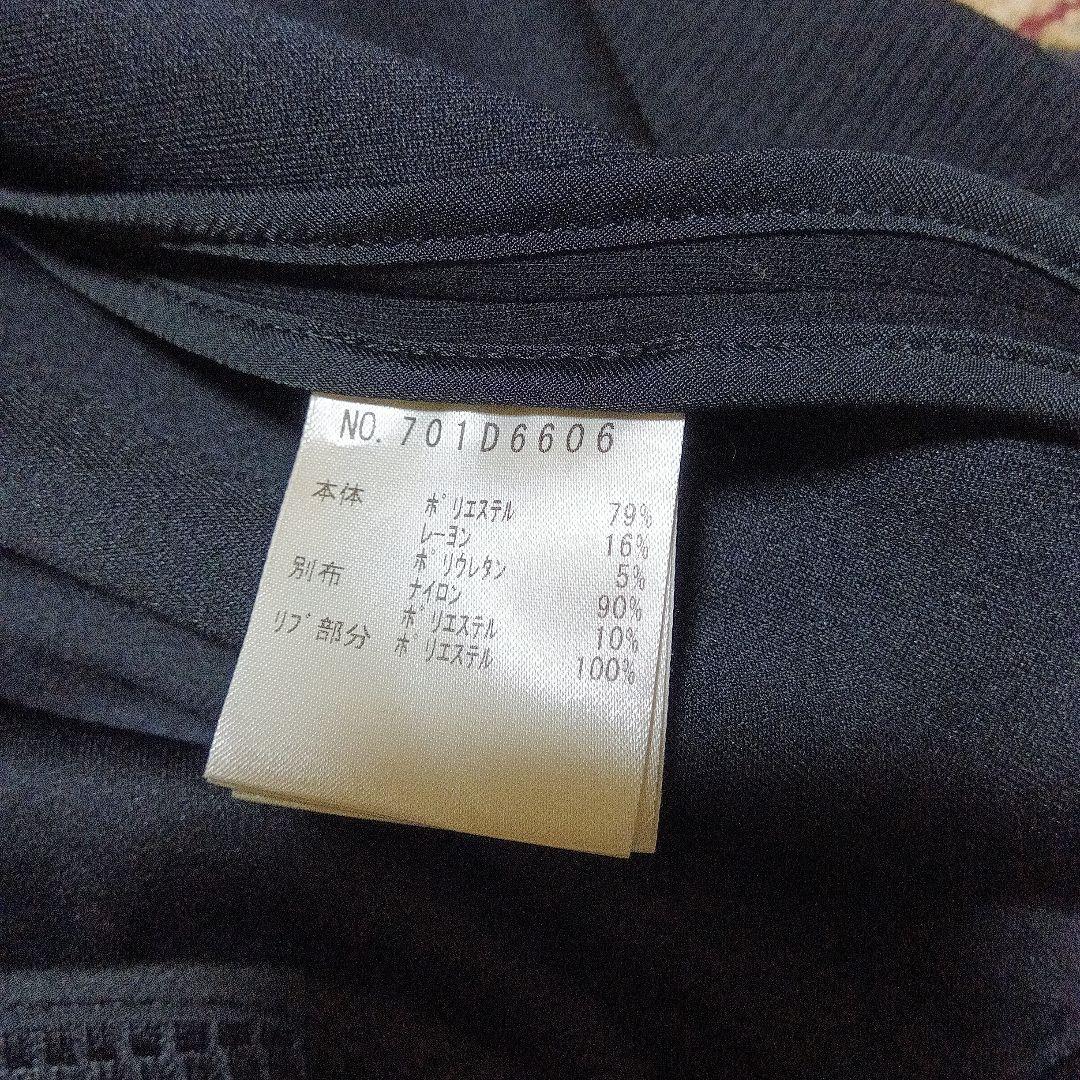 NO. 701D6606
本体 ポリエステル 79%
レーヨン 16%
ポリウレタン 5%
別布 ナイロン 90%
ポリエステル 10%
リブ部分 ポリエステル 100%